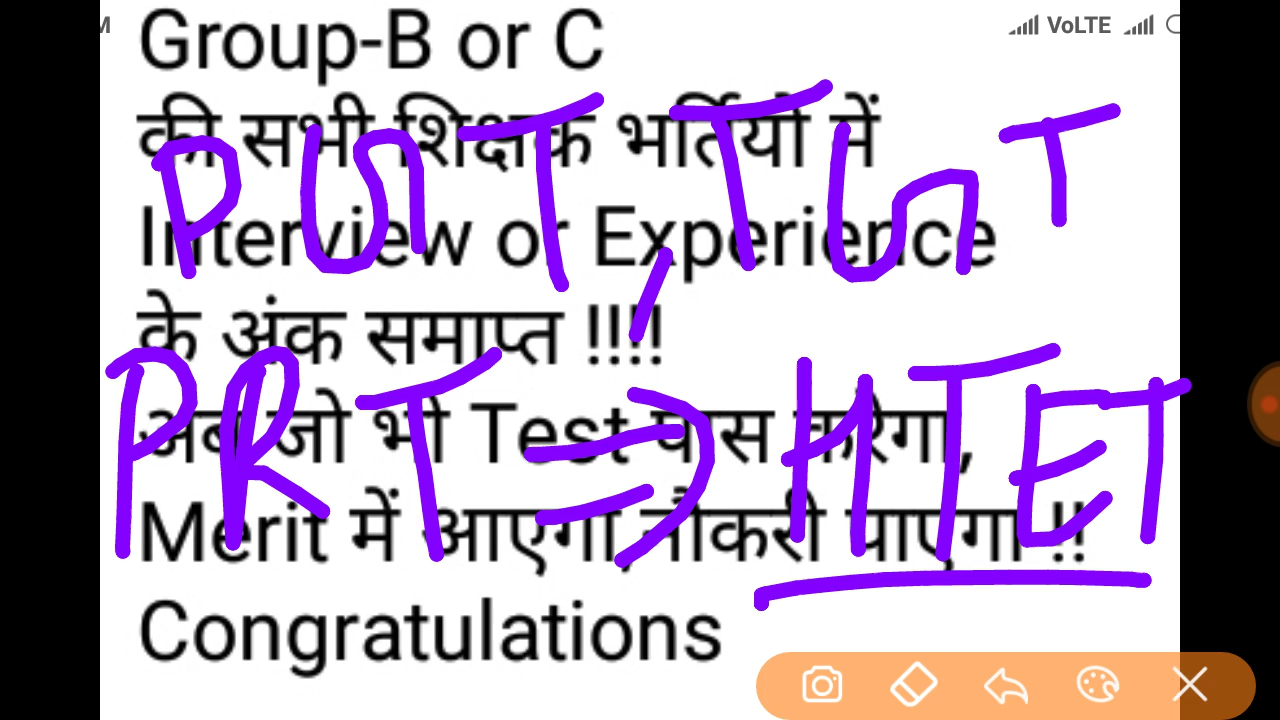 M VoLTE
Group-B or C
की सभी शिक्षक भर्तियों में
PGT, TGT
Interview or Experience
के अंक समाप्त !!!!
PRT ⇒ HTET
अब जो भी Test पास करेगा,
Merit में आएगा, नौकरी पाएगा !!
Congratulations